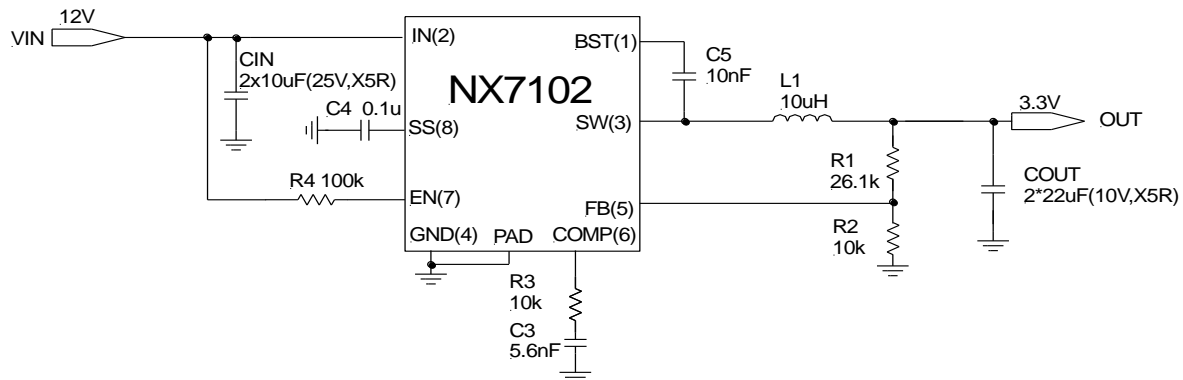 12V
VIN
IN(2)
BST(1)
CIN
2x10uF(25V,X5R)
C5
10nF
NX7102
L1
10uH
C4 0.1u
SS(8)
SW(3)
3.3V
OUT
R1
26.1k
R4 100k
EN(7)
COUT
2*22uF(10V,X5R)
FB(5)
GND(4)
PAD
COMP(6)
R2
10k
R3
10k
C3
5.6nF